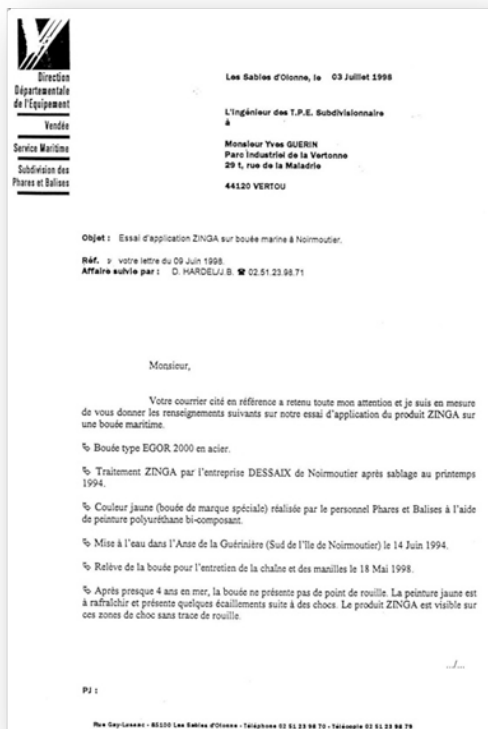 Direction
Départementale
de l'Equipement
Vendée
Service Maritime
Subdivision des
Phares et Balises
Les Sables d'Olonne, le 03 Juillet 1998
L'Ingénieur des T.P.E. Subdivisionnaire
à
Monsieur Yves GUERIN
Parc Industriel de la Vertonne
29 t, rue de la Maladrie
44120 VERTOU
Objet : Essai d'application ZINGA sur bouée marine à Noirmoutier.
Réf. : votre lettre du 09 Juin 1998.
Affaire suivie par : D. HARDEL/J.B. ☎ 02.51.23.98.71
Monsieur,
Votre courrier cité en référence a retenu toute mon attention et je suis en mesure
de vous donner les renseignements suivants sur notre essai d'application du produit ZINGA sur
une bouée maritime.
Bouée type EGOR 2000 en acier.
Traitement ZINGA par l'entreprise DESSAIX de Noirmoutier après sablage au printemps
1994.
Couleur jaune (bouée de marque spéciale) réalisée par le personnel Phares et Balises à l'aide
de peinture polyuréthane bi-composant.
Mise à l'eau dans l'Anse de la Guérinière (Sud de l'Ile de Noirmoutier) le 14 Juin 1994.
Relève de la bouée pour l'entretien de la chaîne et des manilles le 18 Mai 1998.
Après presque 4 ans en mer, la bouée ne présente pas de point de rouille. La peinture jaune est
à rafraîchir et présente quelques écaillements suite à des chocs. Le produit ZINGA est visible sur
ces zones de choc sans trace de rouille.
.../...
PJ :
Rue Gay-Lussac - 85100 Les Sables d'Olonne - Téléphone 02 51 23 98 70 - Télécopie 02 51 23 98 79